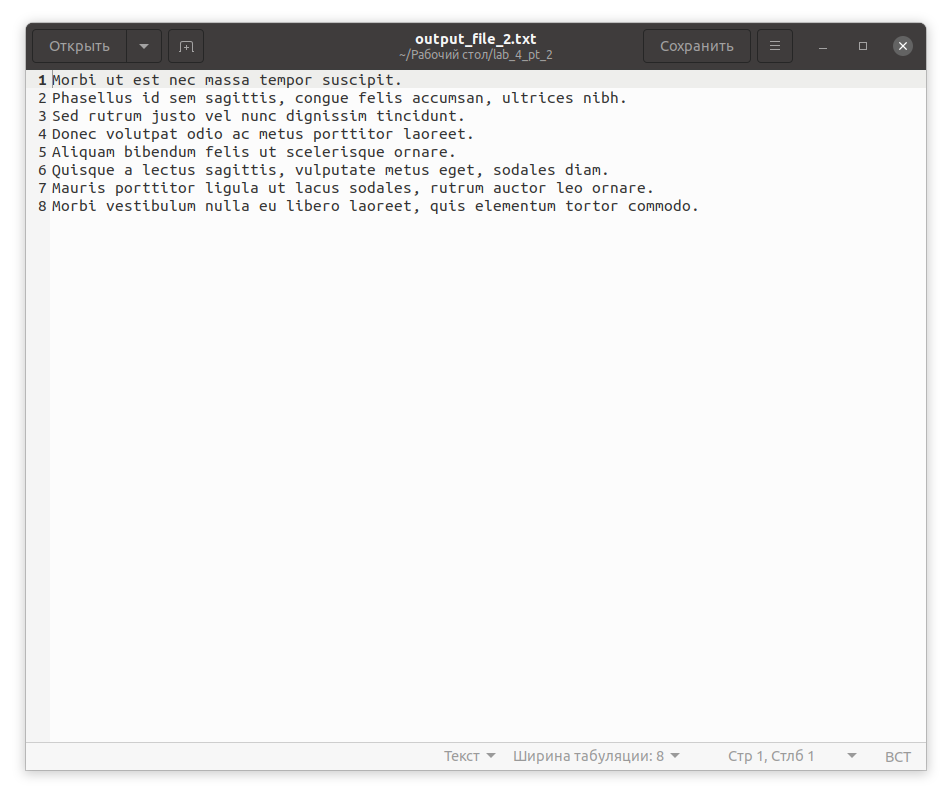 Открыть
output_file_2.txt
~/Рабочий стол/lab_4_pt_2
Сохранить
1 Morbi ut est nec massa tempor suscipit.
2 Phasellus id sem sagittis, congue felis accumsan, ultrices nibh.
3 Sed rutrum justo vel nunc dignissim tincidunt.
4 Donec volutpat odio ac metus porttitor laoreet.
5 Aliquam bibendum felis ut scelerisque ornare.
6 Quisque a lectus sagittis, vulputate metus eget, sodales diam.
7 Mauris porttitor ligula ut lacus sodales, rutrum auctor leo ornare.
8 Morbi vestibulum nulla eu libero laoreet, quis elementum tortor commodo.
Текст Ширина табуляции: 8 Стр 1, Стлб 1 ВСТ